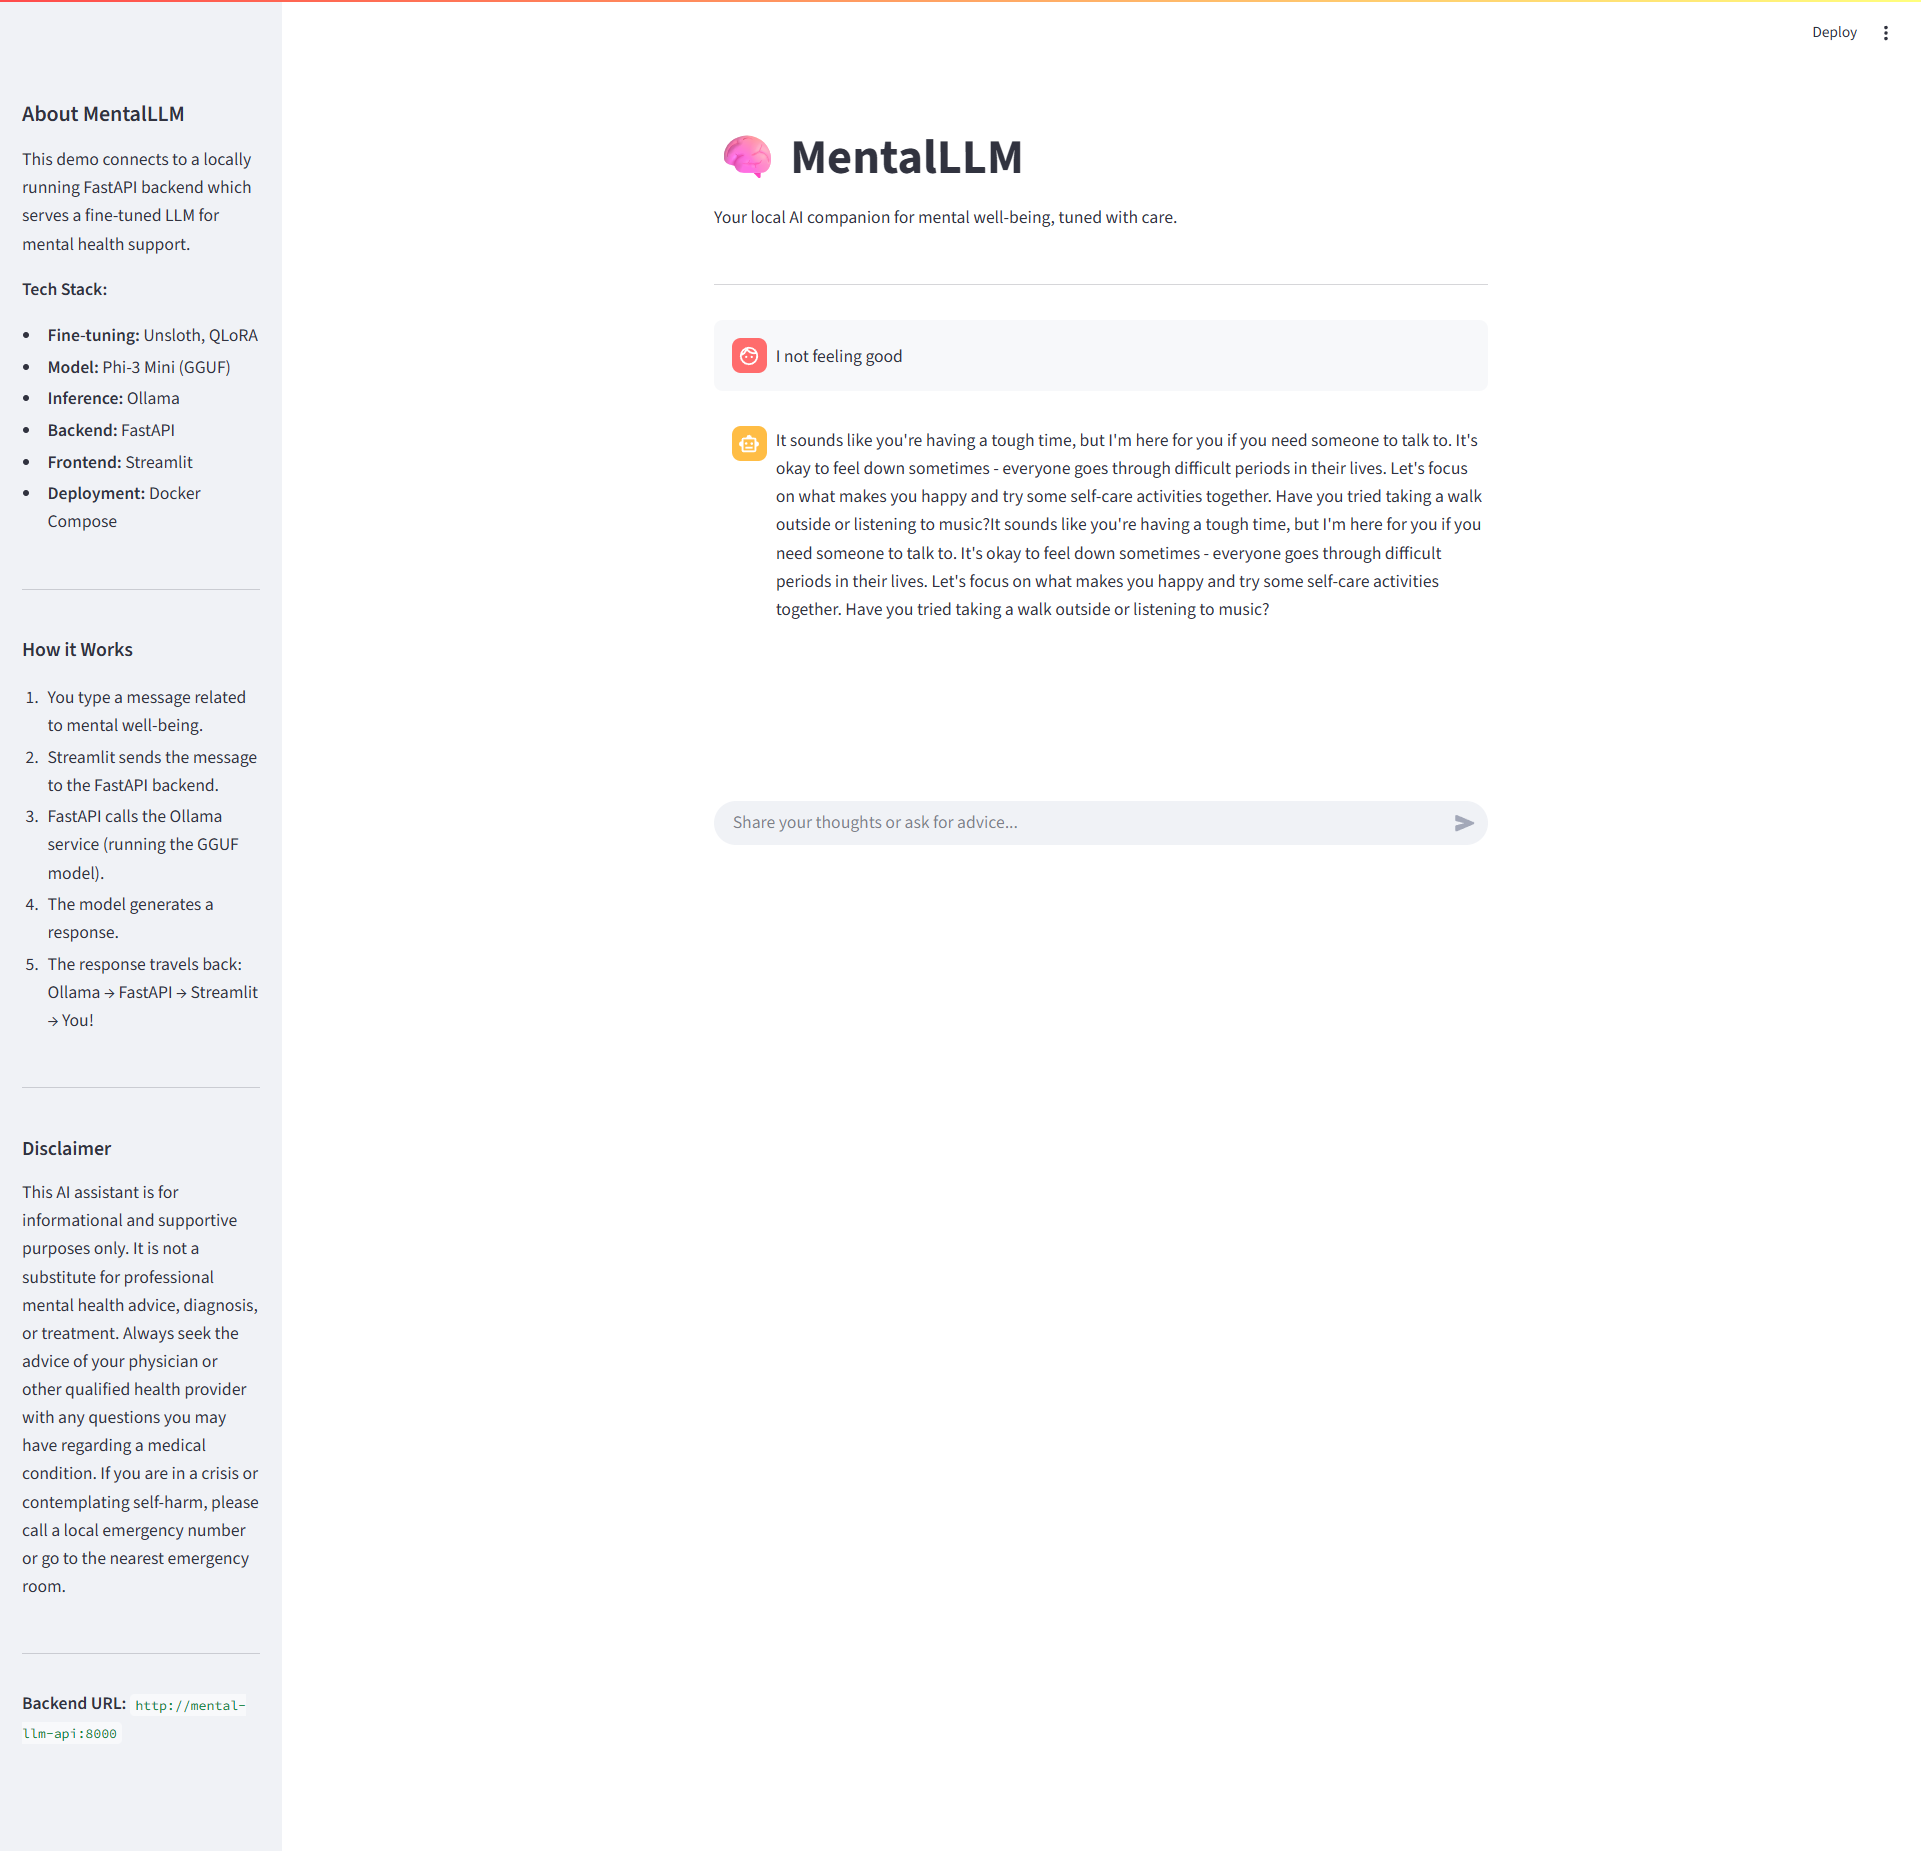 Deploy
About MentalLLM
This demo connects to a locally
running FastAPI backend which
serves a fine-tuned LLM for
mental health support.
Tech Stack:
• Fine-tuning: Unsloth, QLoRA
• Model: Phi-3 Mini (GGUF)
• Inference: Ollama
• Backend: FastAPI
• Frontend: Streamlit
• Deployment: Docker
Compose
How it Works
1. You type a message related
to mental well-being.
2. Streamlit sends the message
to the FastAPI backend.
3. FastAPI calls the Ollama
service (running the GGUF
model).
4. The model generates a
response.
5. The response travels back:
Ollama → FastAPI → Streamlit
→ You!
Disclaimer
This AI assistant is for
informational and supportive
purposes only. It is not a
substitute for professional
mental health advice, diagnosis,
or treatment. Always seek the
advice of your physician or
other qualified health provider
with any questions you may
have regarding a medical
condition. If you are in a crisis or
contemplating self-harm, please
call a local emergency number
or go to the nearest emergency
room.
Backend URL: http://mental-
llm-api:8000
MentalLLM
Your local AI companion for mental well-being, tuned with care.
I not feeling good
It sounds like you're having a tough time, but I'm here for you if you need someone to talk to. It's
okay to feel down sometimes - everyone goes through difficult periods in their lives. Let's focus
on what makes you happy and try some self-care activities together. Have you tried taking a walk
outside or listening to music?It sounds like you're having a tough time, but I'm here for you if you
need someone to talk to. It's okay to feel down sometimes - everyone goes through difficult
periods in their lives. Let's focus on what makes you happy and try some self-care activities
together. Have you tried taking a walk outside or listening to music?
Share your thoughts or ask for advice...